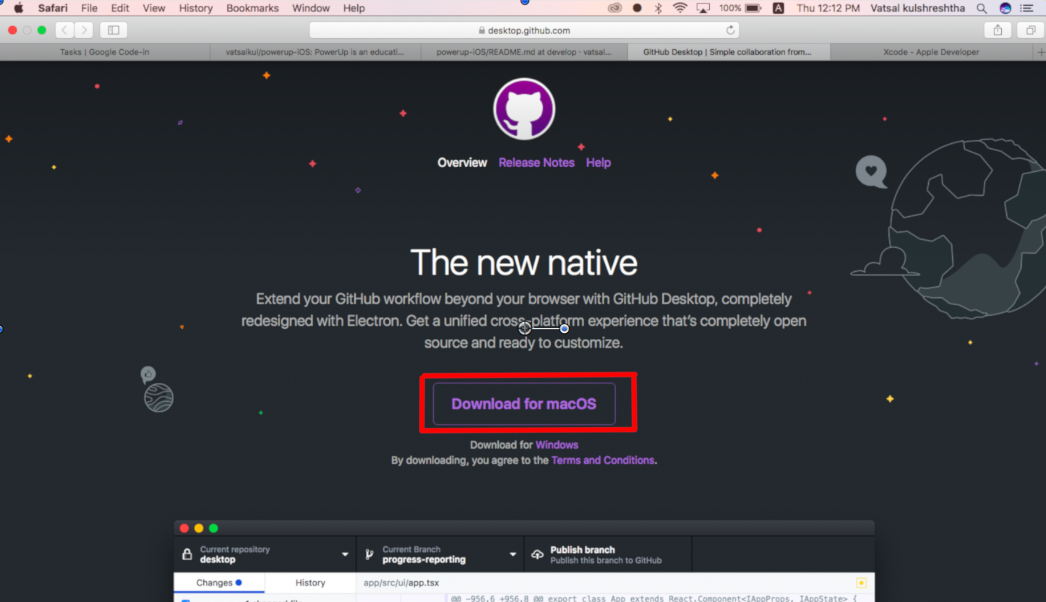 Safari File Edit View History Bookmarks Window Help 100% A Thu 12:12 PM Vatsal kulshreshtha
desktop.github.com
Tasks | Google Code-in
vatsalkul/powerup-iOS: PowerUp is an educati...
powerup-iOS/README.md at develop · vatsal...
GitHub Desktop | Simple collaboration from...
Xcode - Apple Developer
Overview Release Notes Help
The new native
Extend your GitHub workflow beyond your browser with GitHub Desktop, completely
redesigned with Electron. Get a unified cross-platform experience that's completely open
source and ready to customize.
Download for macOS
Download for Windows
By downloading, you agree to the Terms and Conditions.
Current repository
desktop
Current Branch
progress-reporting
Publish branch
Publish this branch to GitHub
Changes History app/src/ui/app.tsx
@@ -956,6 +956,8 @@ export class App extends React.Component<IAppProps, IAppState> {